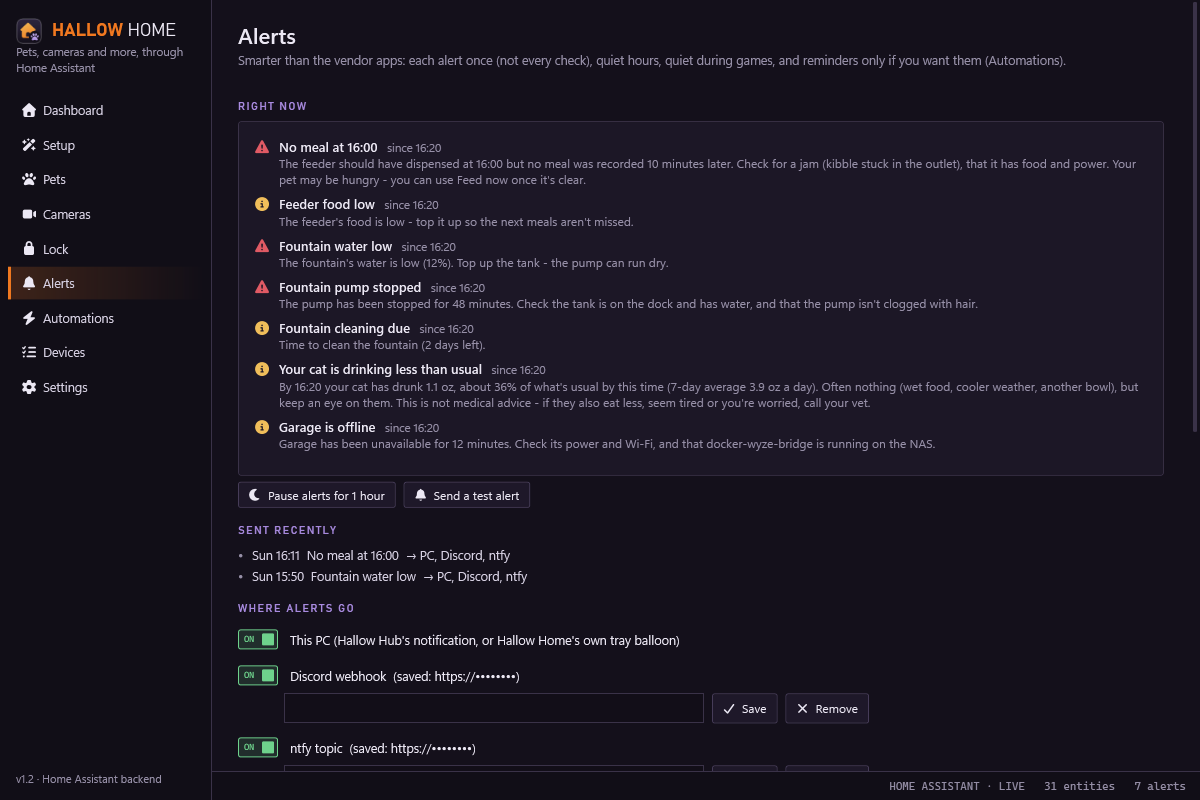 HALLOW HOME
Pets, cameras and more, through
Home Assistant
Dashboard
Setup
Pets
Cameras
Lock
Alerts
Automations
Devices
Settings
v1.2 · Home Assistant backend
Alerts
Smarter than the vendor apps: each alert once (not every check), quiet hours, quiet during games, and reminders only if you want them (Automations).
RIGHT NOW
No meal at 16:00 since 16:20
The feeder should have dispensed at 16:00 but no meal was recorded 10 minutes later. Check for a jam (kibble stuck in the outlet), that it has food and power. Your
pet may be hungry - you can use Feed now once it's clear.
Feeder food low since 16:20
The feeder's food is low - top it up so the next meals aren't missed.
Fountain water low since 16:20
The fountain's water is low (12%). Top up the tank - the pump can run dry.
Fountain pump stopped since 16:20
The pump has been stopped for 48 minutes. Check the tank is on the dock and has water, and that the pump isn't clogged with hair.
Fountain cleaning due since 16:20
Time to clean the fountain (2 days left).
Your cat is drinking less than usual since 16:20
By 16:20 your cat has drunk 1.1 oz, about 36% of what's usual by this time (7-day average 3.9 oz a day). Often nothing (wet food, cooler weather, another bowl), but
keep an eye on them. This is not medical advice - if they also eat less, seem tired or you're worried, call your vet.
Garage is offline since 16:20
Garage has been unavailable for 12 minutes. Check its power and Wi-Fi, and that docker-wyze-bridge is running on the NAS.
Pause alerts for 1 hour Send a test alert
SENT RECENTLY
• Sun 16:11 No meal at 16:00 → PC, Discord, ntfy
• Sun 15:50 Fountain water low → PC, Discord, ntfy
WHERE ALERTS GO
ON This PC (Hallow Hub's notification, or Hallow Home's own tray balloon)
ON Discord webhook (saved: https://••••••••)
Save Remove
ON ntfy topic (saved: https://••••••••)
HOME ASSISTANT · LIVE 31 entities 7 alerts